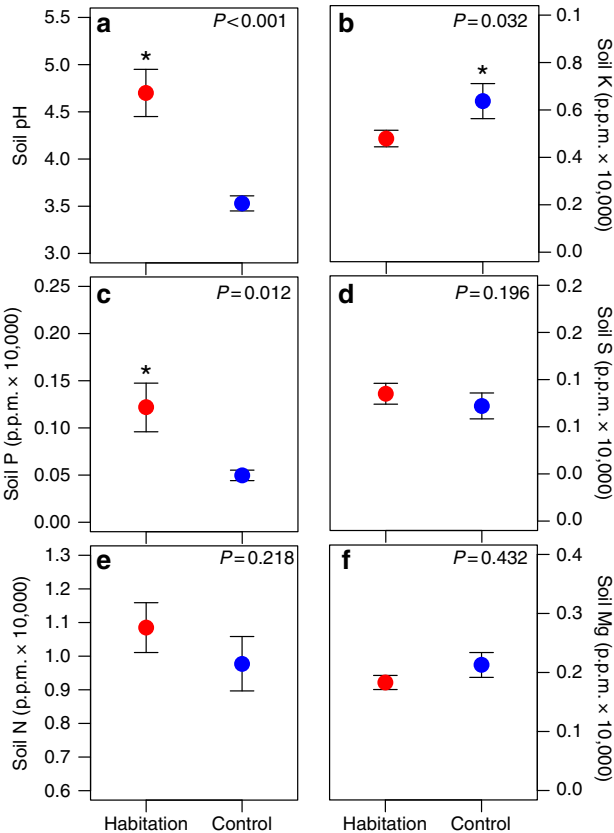 a
P<0.001
*
5.5
5.0
4.5
4.0
3.5
3.0
Soil pH
b
P=0.032
*
0.1
0.8
0.6
0.4
0.2
0.0
Soil K (p.p.m. × 10,000)
c
P=0.012
*
0.25
0.20
0.15
0.10
0.05
0.00
Soil P (p.p.m. × 10,000)
d
P=0.196
0.2
0.2
0.1
0.1
0.0
0.0
Soil S (p.p.m. × 10,000)
e
P=0.218
1.3
1.2
1.1
1.0
0.9
0.8
0.7
0.6
Soil N (p.p.m. × 10,000)
Habitation Control
f
P=0.432
0.4
0.3
0.2
0.1
0.0
Soil Mg (p.p.m. × 10,000)
Habitation Control